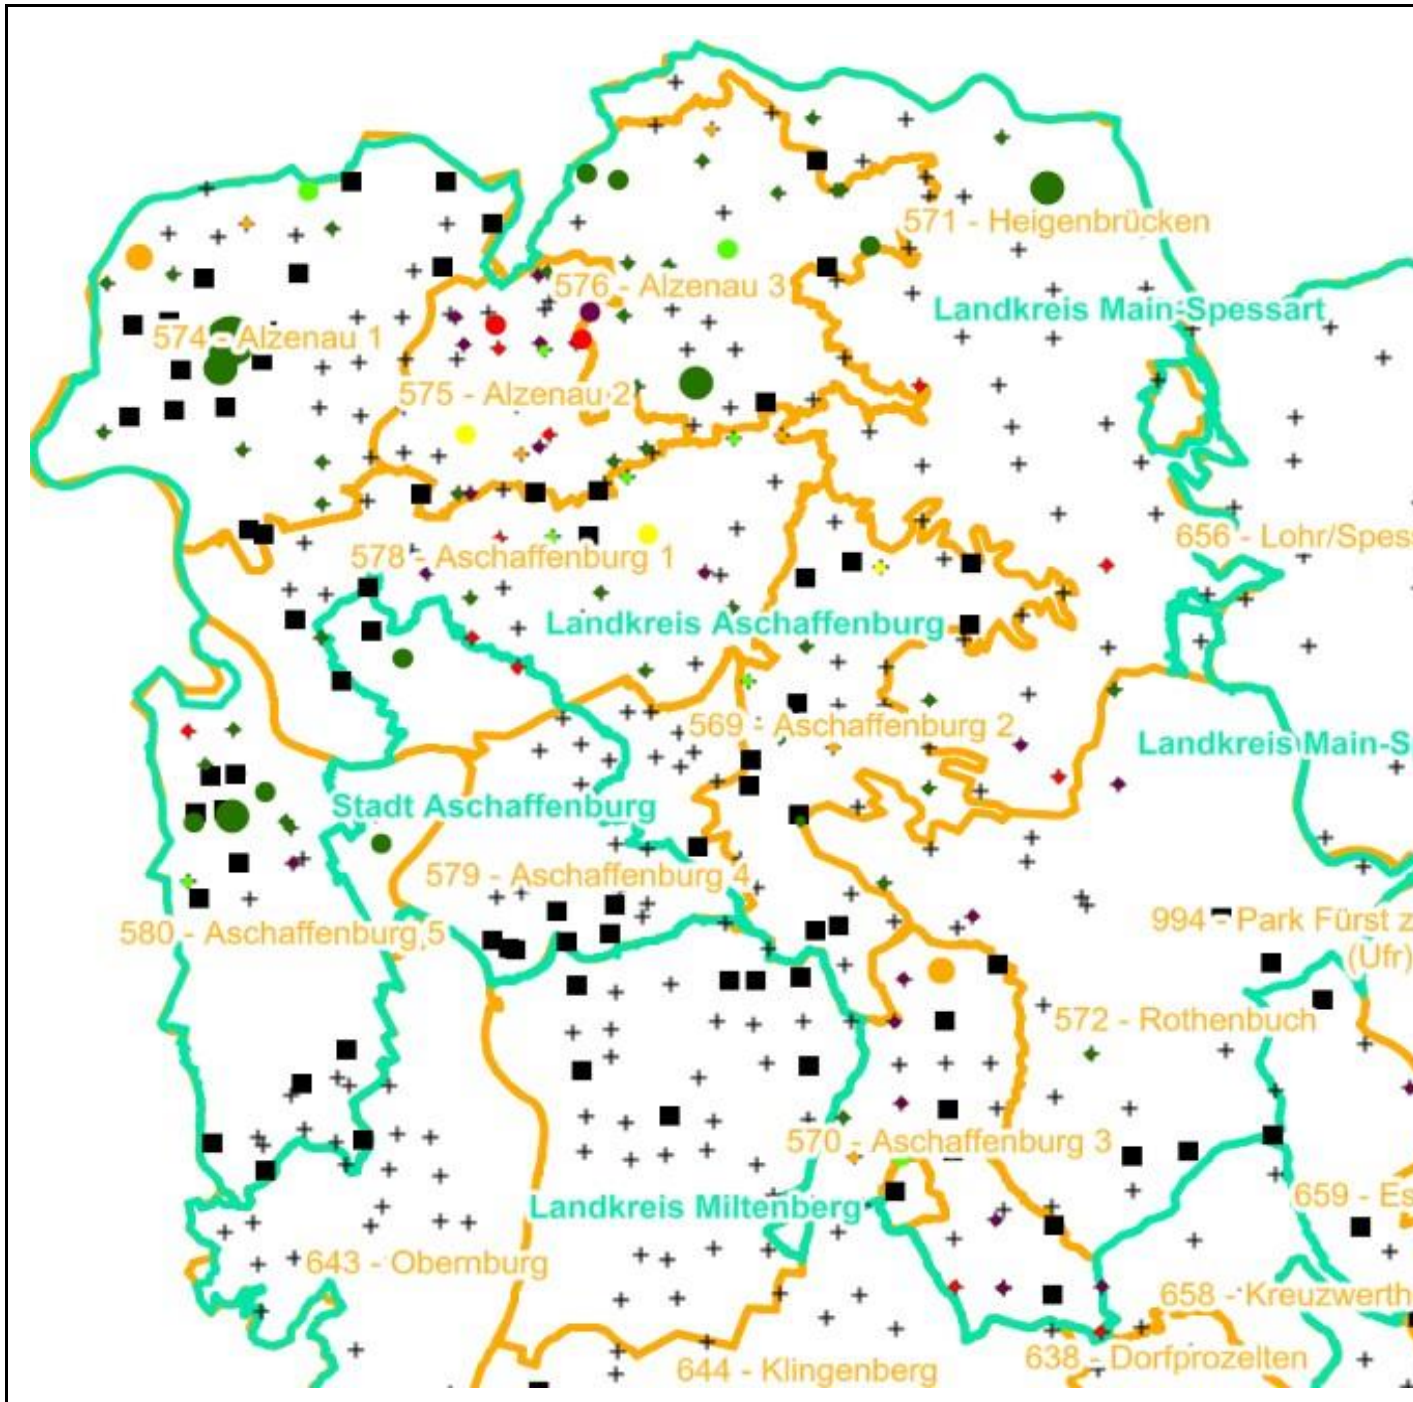 571 - Heigenbrücken
576 - Alzenau 3
Landkreis Main-Spessart
574 - Alzenau 1
575 - Alzenau 2
656 - Lohr/Spess
578 - Aschaffenburg 1
Landkreis Aschaffenburg
569 - Aschaffenburg 2
Landkreis Main-S
Stadt Aschaffenburg
579 - Aschaffenburg 4
580 - Aschaffenburg 5
994 - Park Fürst z
(Ufr)
572 - Rothenbuch
570 - Aschaffenburg 3
Landkreis Miltenberg
659 - Es
643 - Obernburg
658 - Kreuzwerth
638 - Dorfprozelten
644 - Klingenberg